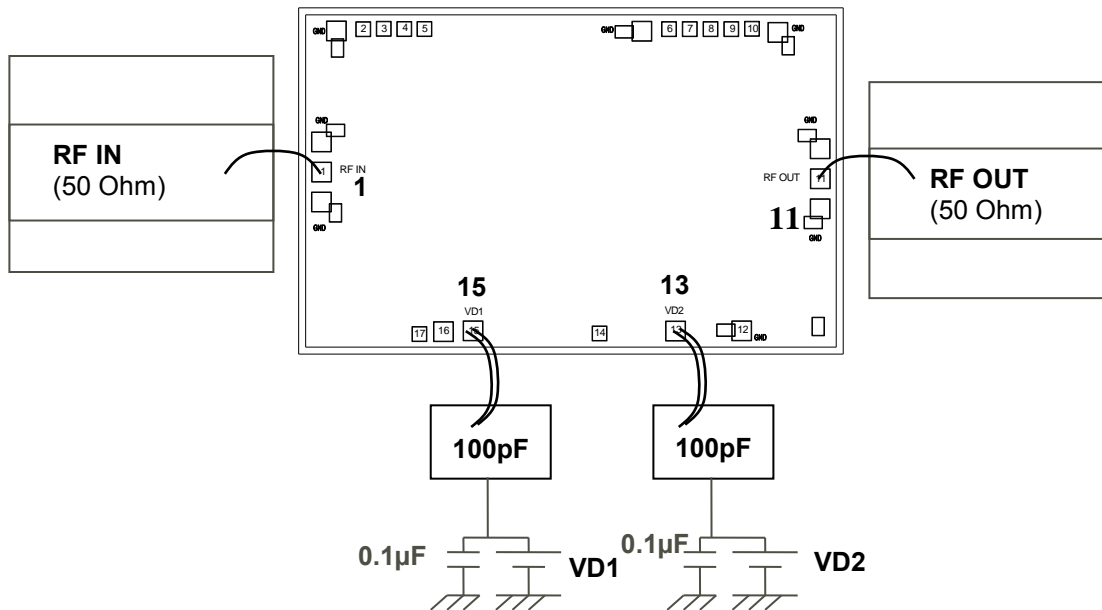 GND 2 3 4 5 GND 6 7 8 9 10 GND
RF IN
(50 Ohm)
GND
1 RF IN
1
GND
GND
RF OUT 11
11
GND
RF OUT
(50 Ohm)
15 13
VD1 VD2
17 16 15 14 13 12 GND
100pF 100pF
0.1µF VD1 0.1µF VD2